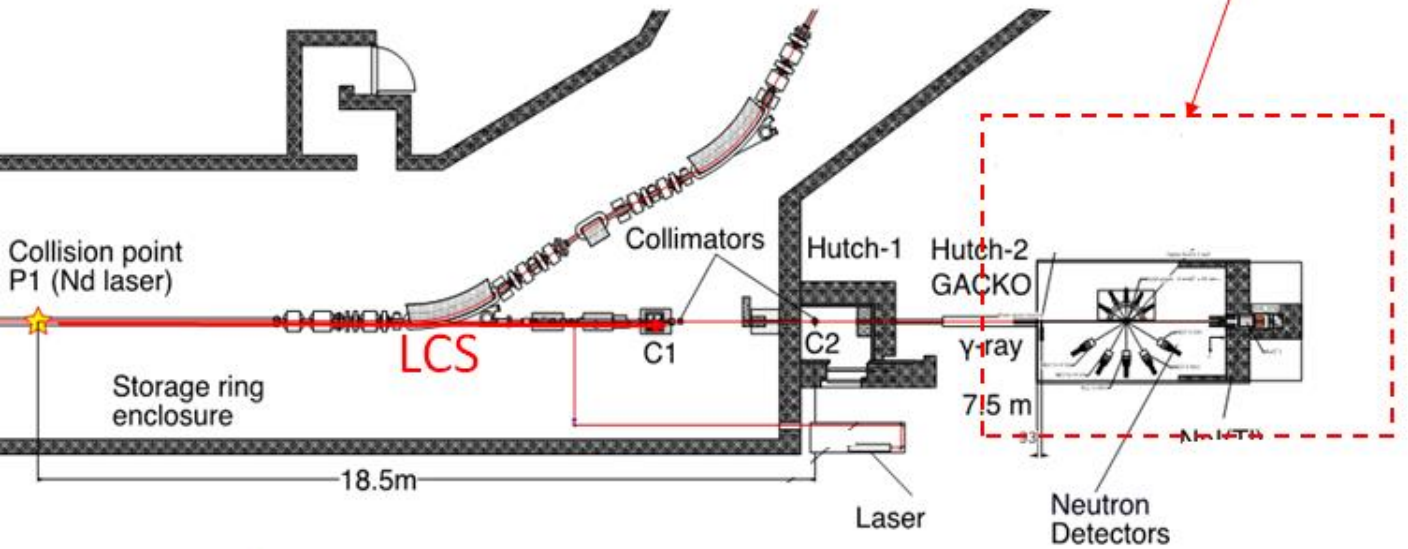 Collision point
P1 (Nd laser)
LCS
Storage ring
enclosure
Collimators
C1
Hutch-1
C2
Hutch-2
GACKO
γ-ray
7.5 m
18.5m
Laser
Neutron
Detectors